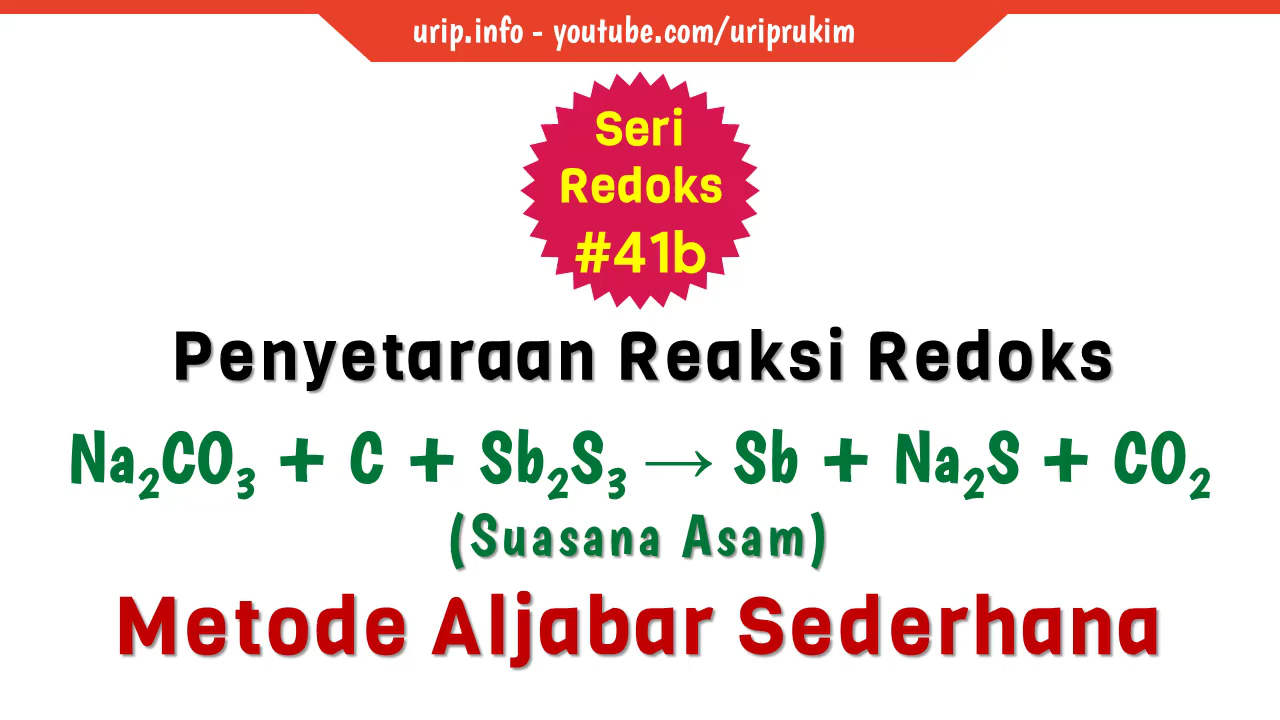 urip.info - youtube.com/uriprukim
Seri
Redoks
#41b
Penyetaraan Reaksi Redoks
Na₂CO₃ + C + Sb₂S₃ → Sb + Na₂S + CO₂
(Suasana Asam)
Metode Aljabar Sederhana